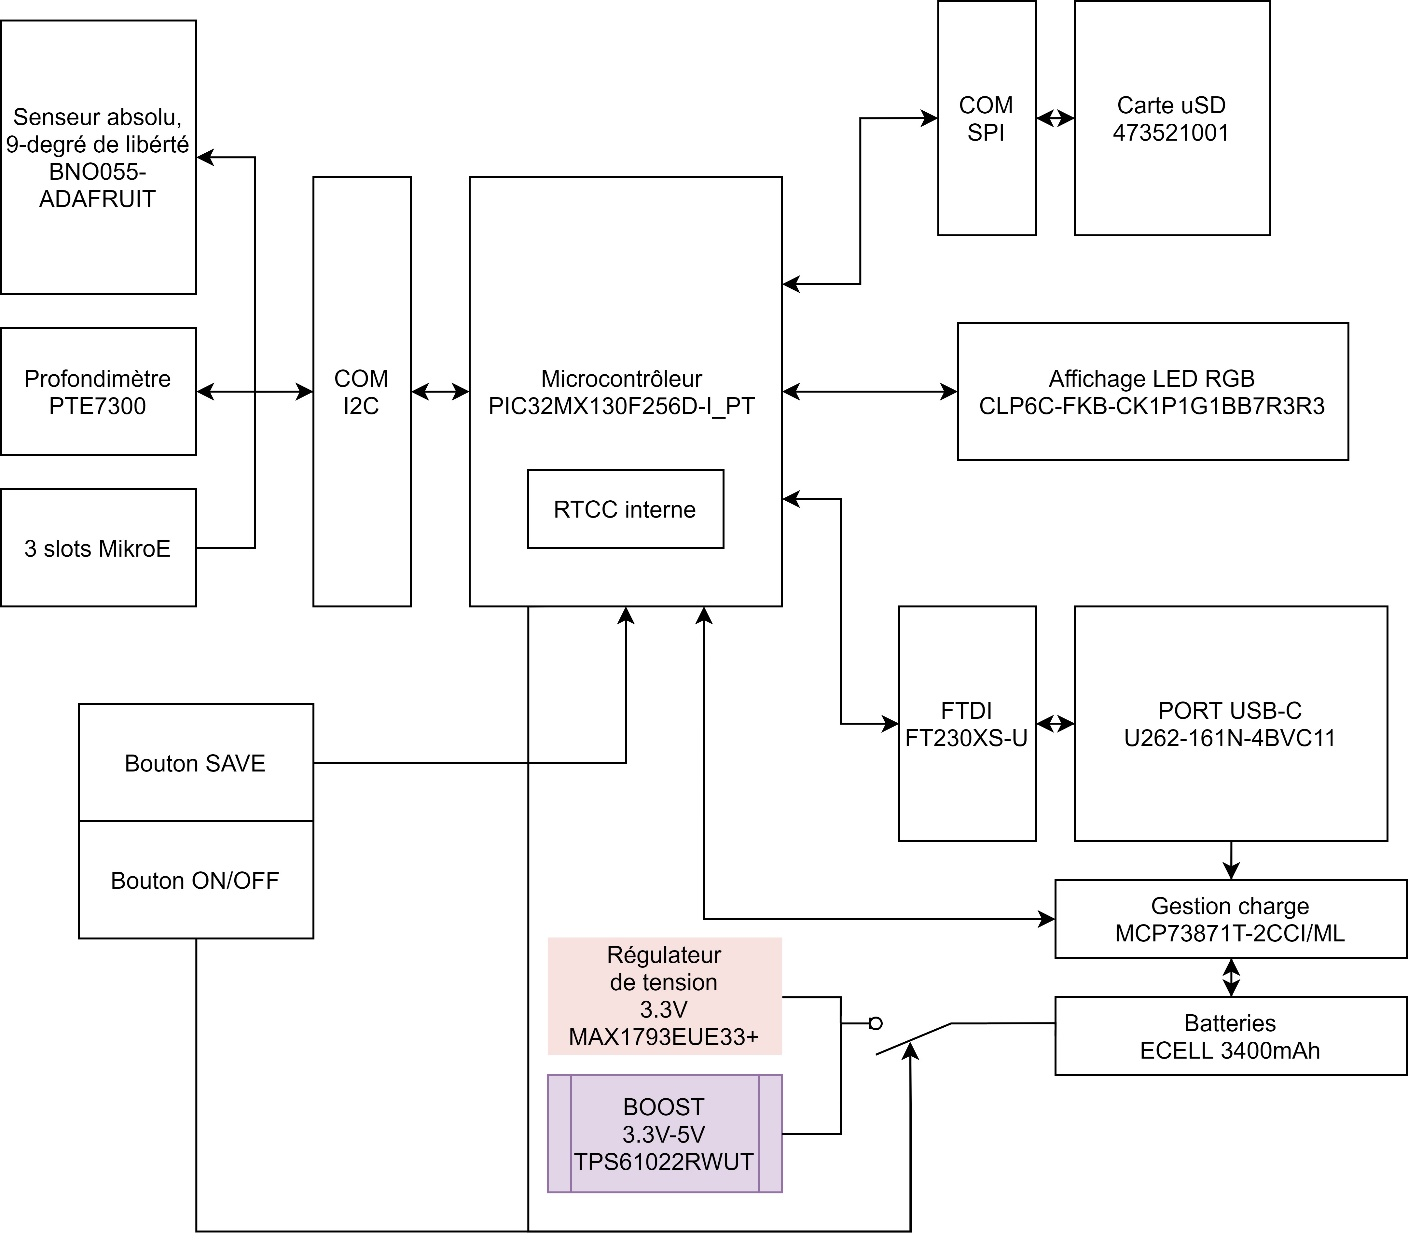 Senseur absolu,
9-degré de libérté
BNO055-
ADAFRUIT
Profondimètre
PTE7300
3 slots MikroE
COM
I2C
Microcontrôleur
PIC32MX130F256D-I_PT
RTCC interne
COM
SPI
Carte uSD
473521001
Affichage LED RGB
CLP6C-FKB-CK1P1G1BB7R3R3
FTDI
FT230XS-U
PORT USB-C
U262-161N-4BVC11
Bouton SAVE
Bouton ON/OFF
Gestion charge
MCP73871T-2CCI/ML
Régulateur
de tension
3.3V
MAX1793EUE33+
Batteries
ECELL 3400mAh
BOOST
3.3V-5V
TPS61022RWUT